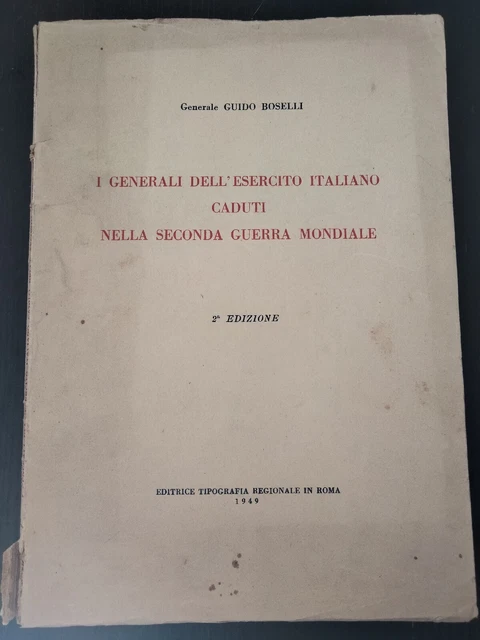 Generale GUIDO BOSELLI
I GENERALI DELL'ESERCITO ITALIANO
CADUTI
NELLA SECONDA GUERRA MONDIALE
2ª EDIZIONE
EDITRICE TIPOGRAFIA REGIONALE IN ROMA
1949